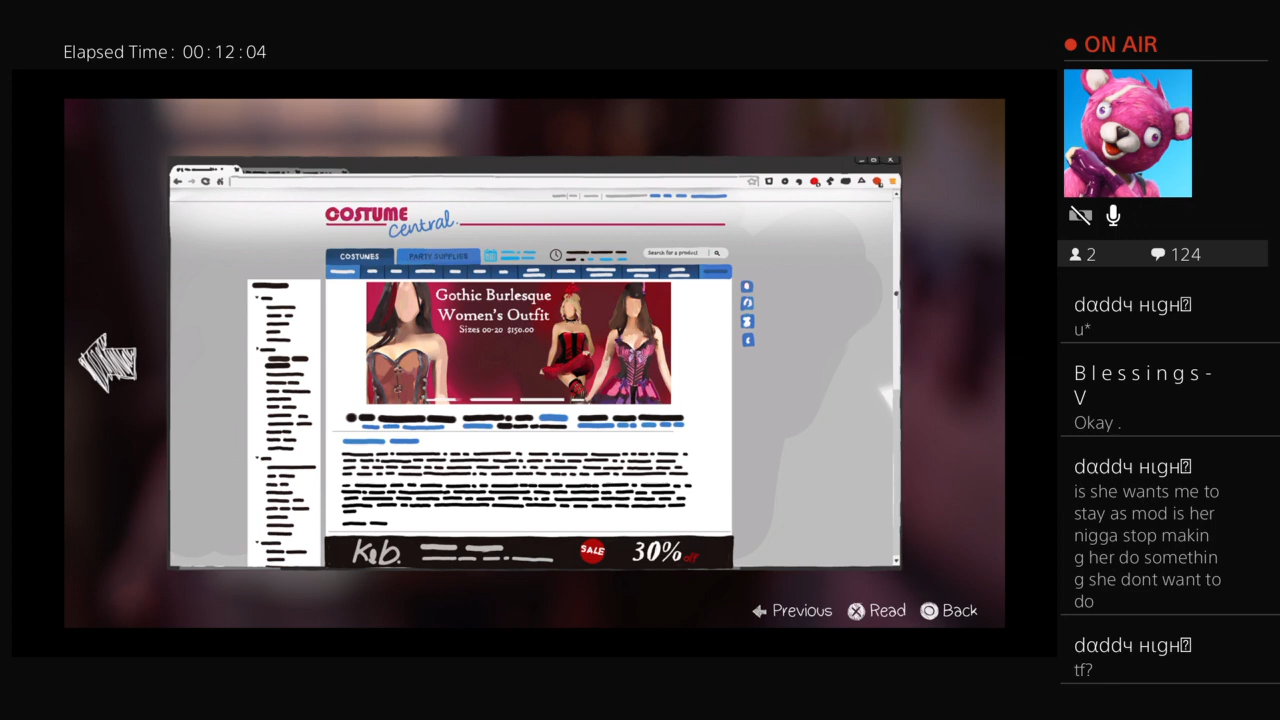 Elapsed Time: 00:12:04
ON AIR
COSTUME
central.
COSTUMES
PARTY SUPPLIES
Search for a product
Gothic Burlesque
Women's Outfit
Sizes 00-20 $150.00
K&b.
SALE
30% off
Previous
Read
Back
2
124
dαddч нιgн
u*
B l e s s i n g s -
V
Okay .
dαddч нιgн
is she wants me to
stay as mod is her
nigga stop makin
g her do somethin
g she dont want to
do
dαddч нιgн
tf?